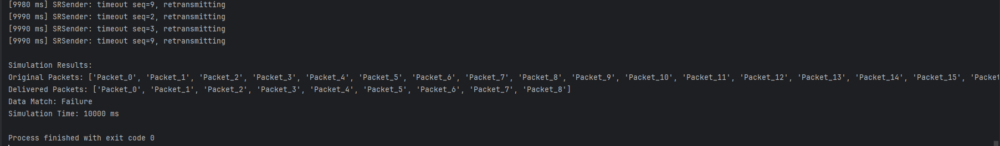 [9980 ms] SRSender: timeout seq=9, retransmitting
[9990 ms] SRSender: timeout seq=2, retransmitting
[9990 ms] SRSender: timeout seq=3, retransmitting
[9990 ms] SRSender: timeout seq=9, retransmitting
Simulation Results:
Original Packets: ['Packet_0', 'Packet_1', 'Packet_2', 'Packet_3', 'Packet_4', 'Packet_5', 'Packet_6', 'Packet_7', 'Packet_8', 'Packet_9', 'Packet_10', 'Packet_11', 'Packet_12', 'Packet_13', 'Packet_14', 'Packet_15', 'Packet
Delivered Packets: ['Packet_0', 'Packet_1', 'Packet_2', 'Packet_3', 'Packet_4', 'Packet_5', 'Packet_6', 'Packet_7', 'Packet_8']
Data Match: Failure
Simulation Time: 10000 ms
Process finished with exit code 0